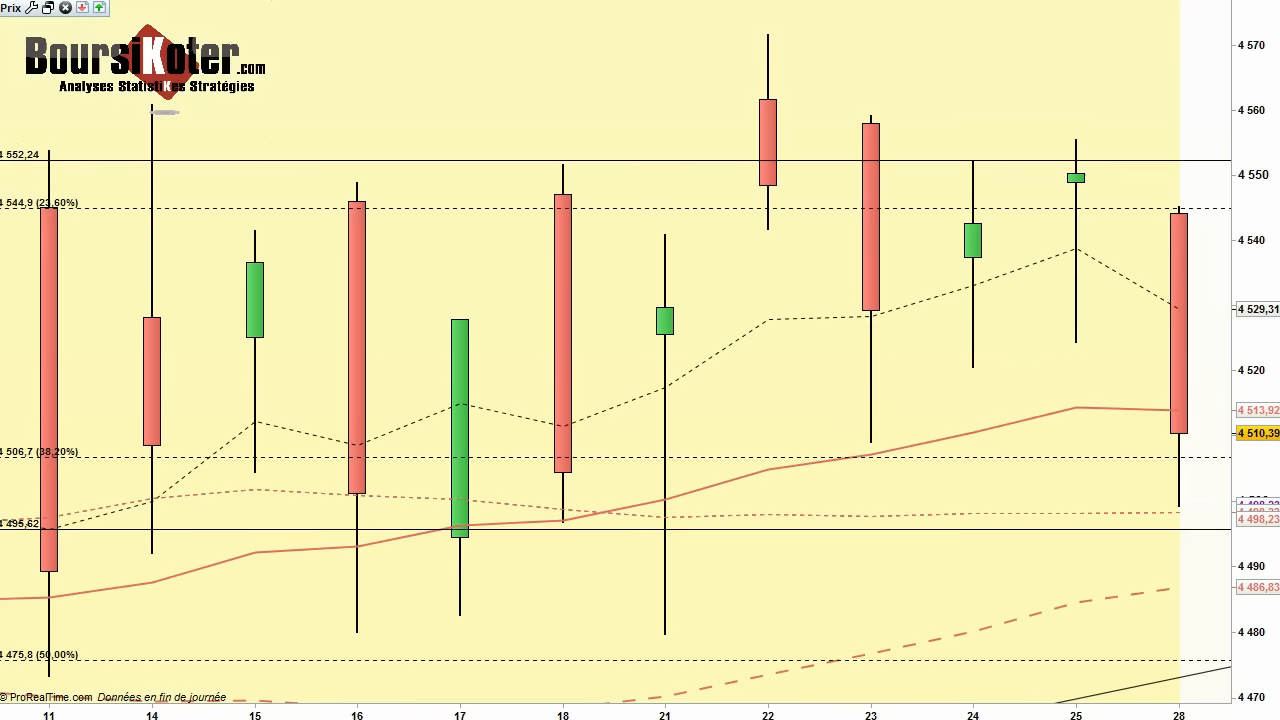 Prix
BoursiKoter.com
Analyses StatistiKes Stratégies
4 552,24
4 544,9 (23,60%)
4 506,7 (38,20%)
4 495,62
4 475,8 (50,00%)
© ProRealTime.com Données en fin de journée
4 570
4 560
4 550
4 540
4 529,31
4 520
4 513,92
4 510,39
4 498,23
4 490
4 486,83
4 480
4 470
11 14 15 16 17 18 21 22 23 24 25 28